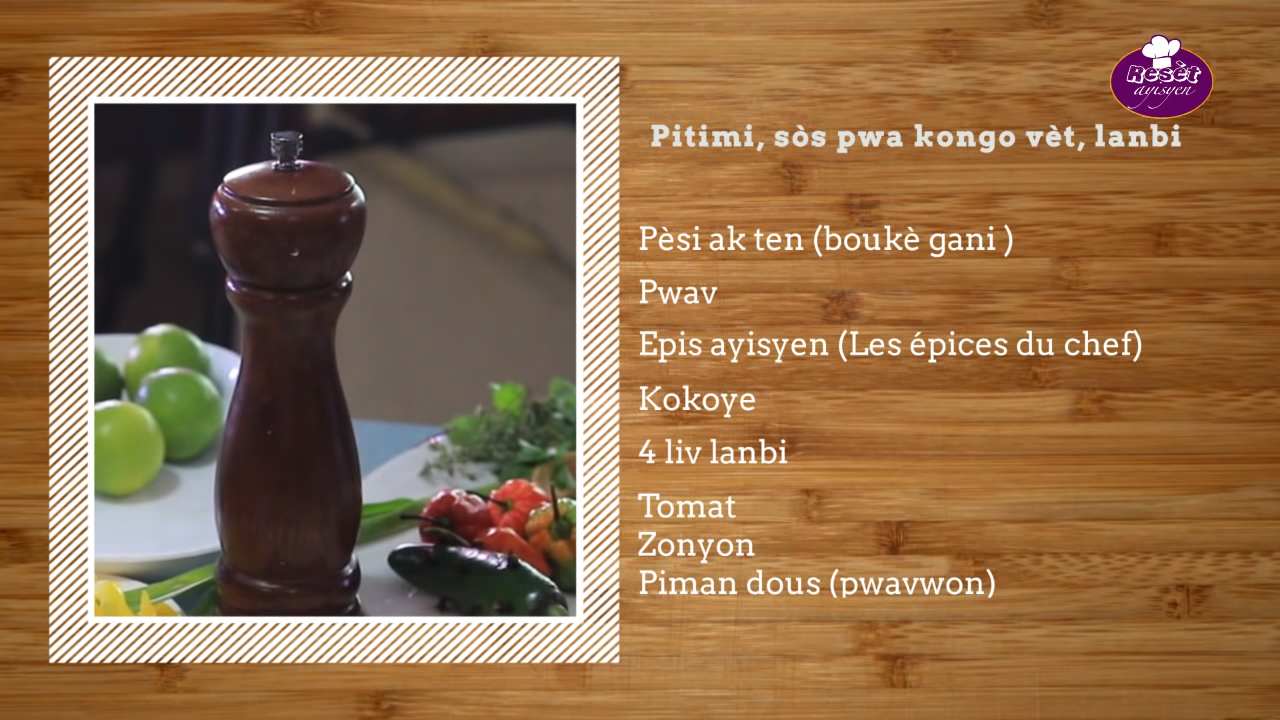 Resèt
ayisyen
Pitimi, sòs pwa kongo vèt, lanbi
Pèsi ak ten (boukè gani )
Pwav
Epis ayisyen (Les épices du chef)
Kokoye
4 liv lanbi
Tomat
Zonyon
Piman dous (pwavwon)